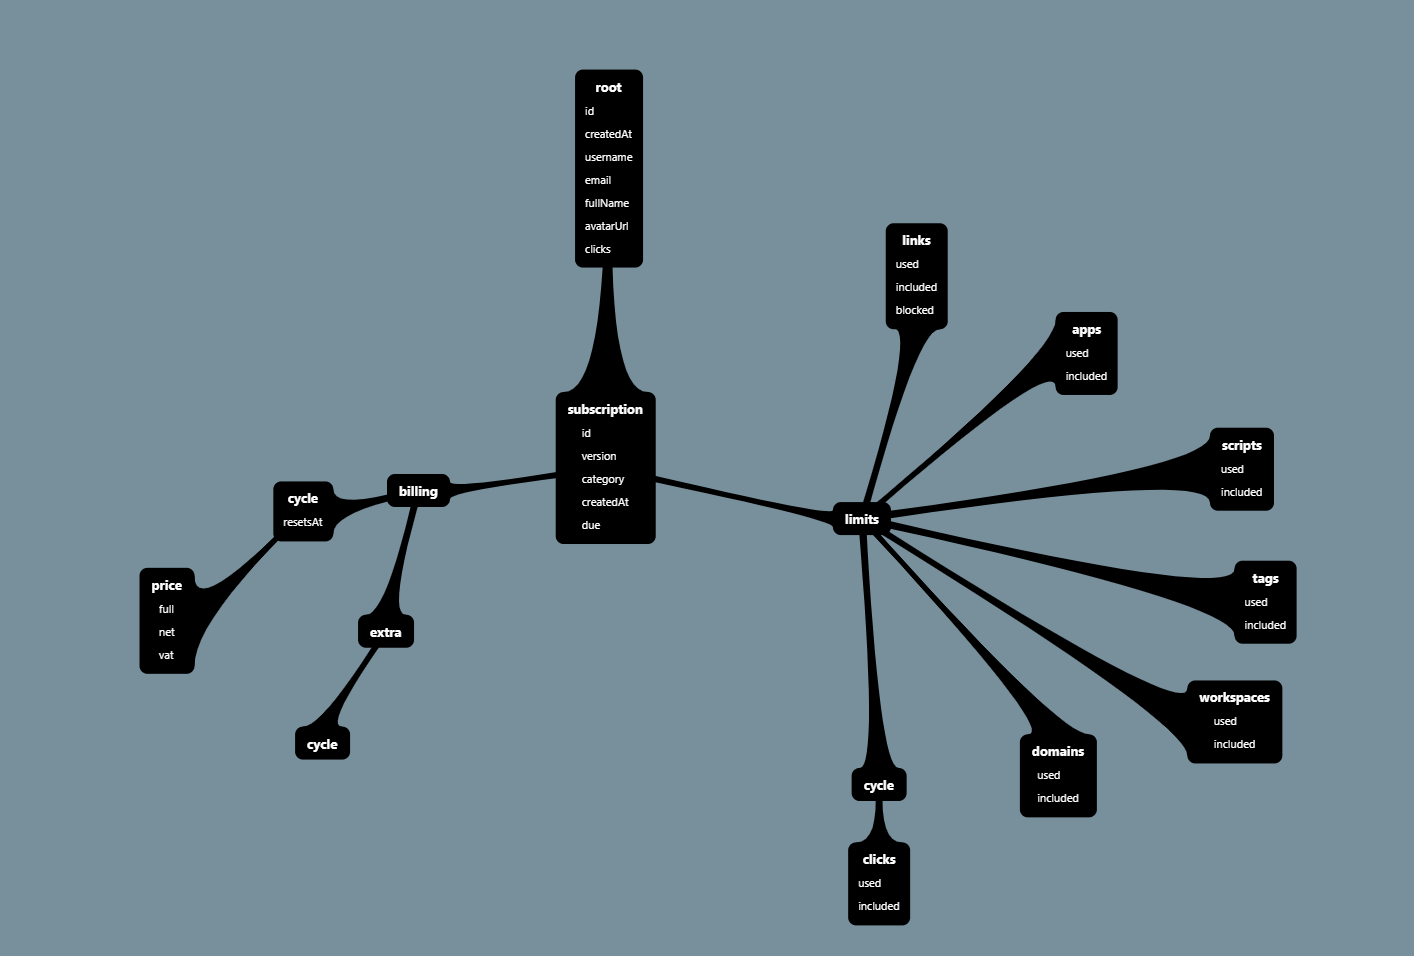 root
id
createdAt
username
email
fullName
avatarUrl
clicks
subscription
id
version
category
createdAt
due
billing
cycle
resetsAt
price
full
net
vat
extra
cycle
limits
links
used
included
blocked
apps
used
included
scripts
used
included
tags
used
included
workspaces
used
included
domains
used
included
cycle
clicks
used
included